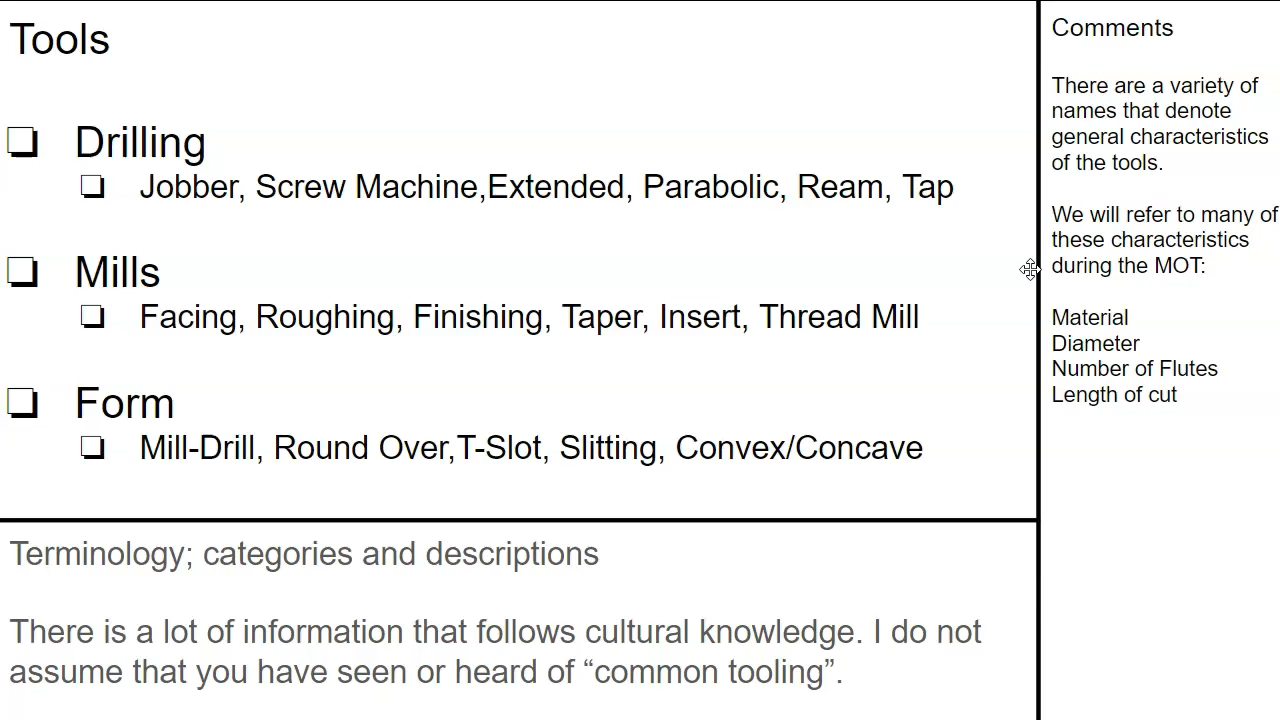 Tools
❏ Drilling
❏ Jobber, Screw Machine,Extended, Parabolic, Ream, Tap
❏ Mills
❏ Facing, Roughing, Finishing, Taper, Insert, Thread Mill
❏ Form
❏ Mill-Drill, Round Over,T-Slot, Slitting, Convex/Concave
Terminology; categories and descriptions
There is a lot of information that follows cultural knowledge. I do not
assume that you have seen or heard of “common tooling”.
Comments
There are a variety of
names that denote
general characteristics
of the tools.
We will refer to many of
these characteristics
during the MOT:
Material
Diameter
Number of Flutes
Length of cut